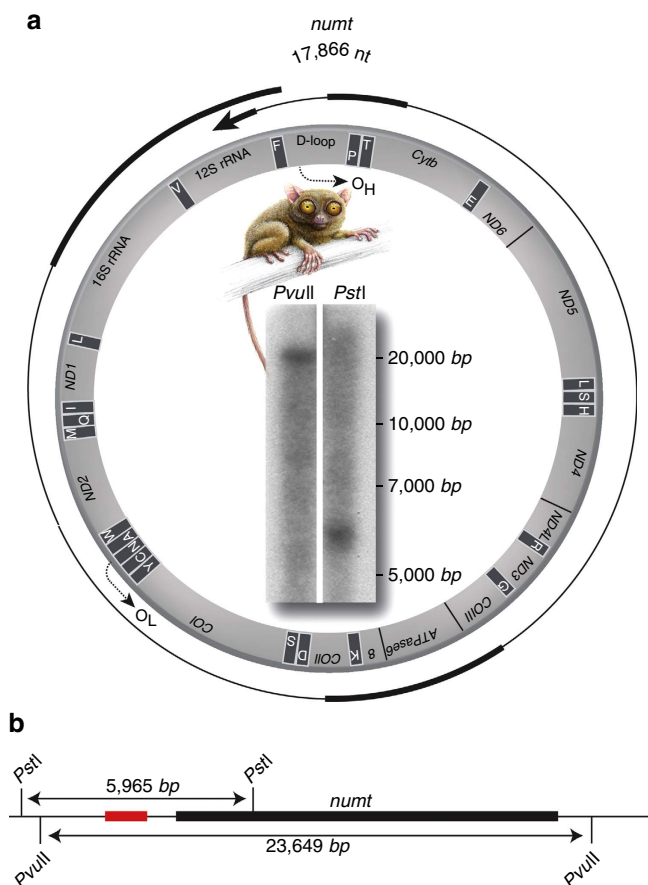 a
numt
17,866 nt
D-loop
F
P
T
Cytb
12S rRNA
V
E
ND6
OH
16S rRNA
ND5
PvuII
PstI
20,000 bp
L
ND1
L
S
H
10,000 bp
I
Q
M
ND4
7,000 bp
ND2
ND4L
R
W
A
N
C
Y
ND3
G
5,000 bp
COIII
OL
COI
ATPase6
S
D
COII
K
8
b
PstI
PstI
5,965 bp
numt
23,649 bp
PvuII
PvuII